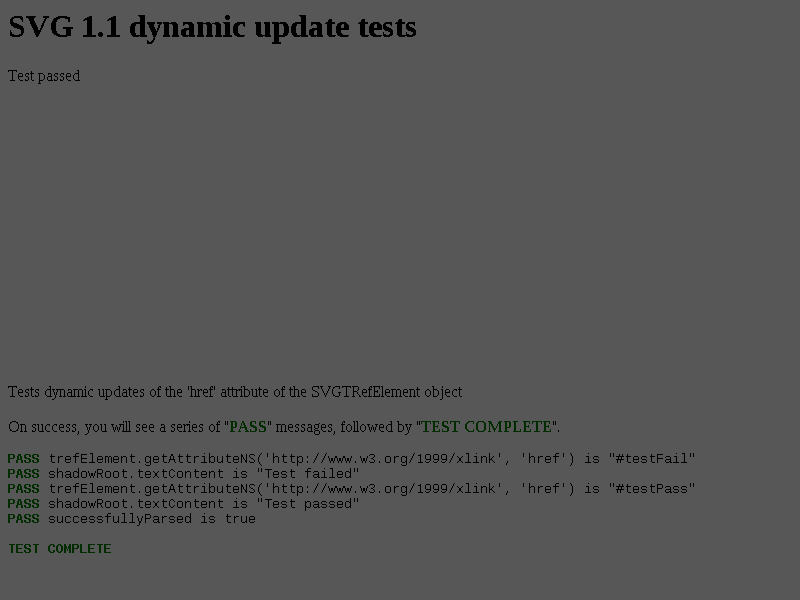 SVG 1.1 dynamic update tests
Test passed
Tests dynamic updates of the 'href' attribute of the SVGTRefElement object
On success, you will see a series of "PASS" messages, followed by "TEST COMPLETE".
PASS trefElement.getAttributeNS('http://www.w3.org/1999/xlink', 'href') is "#testFail"
PASS shadowRoot.textContent is "Test failed"
PASS trefElement.getAttributeNS('http://www.w3.org/1999/xlink', 'href') is "#testPass"
PASS shadowRoot.textContent is "Test passed"
PASS successfullyParsed is true
TEST COMPLETE